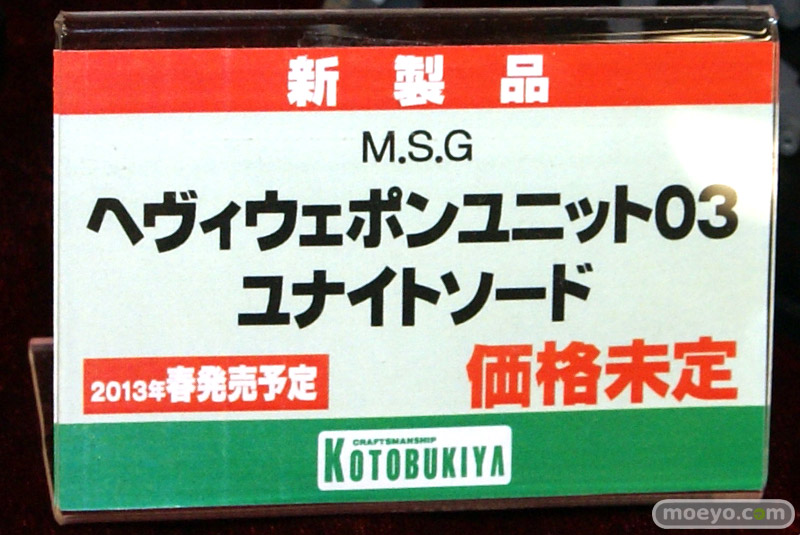 新製品
M.S.G
ヘヴィウェポンユニット03
ユナイトソード
2013年春発売予定
価格未定
CRAFTSMANSHIP
KOTOBUKIYA
moeyo.com